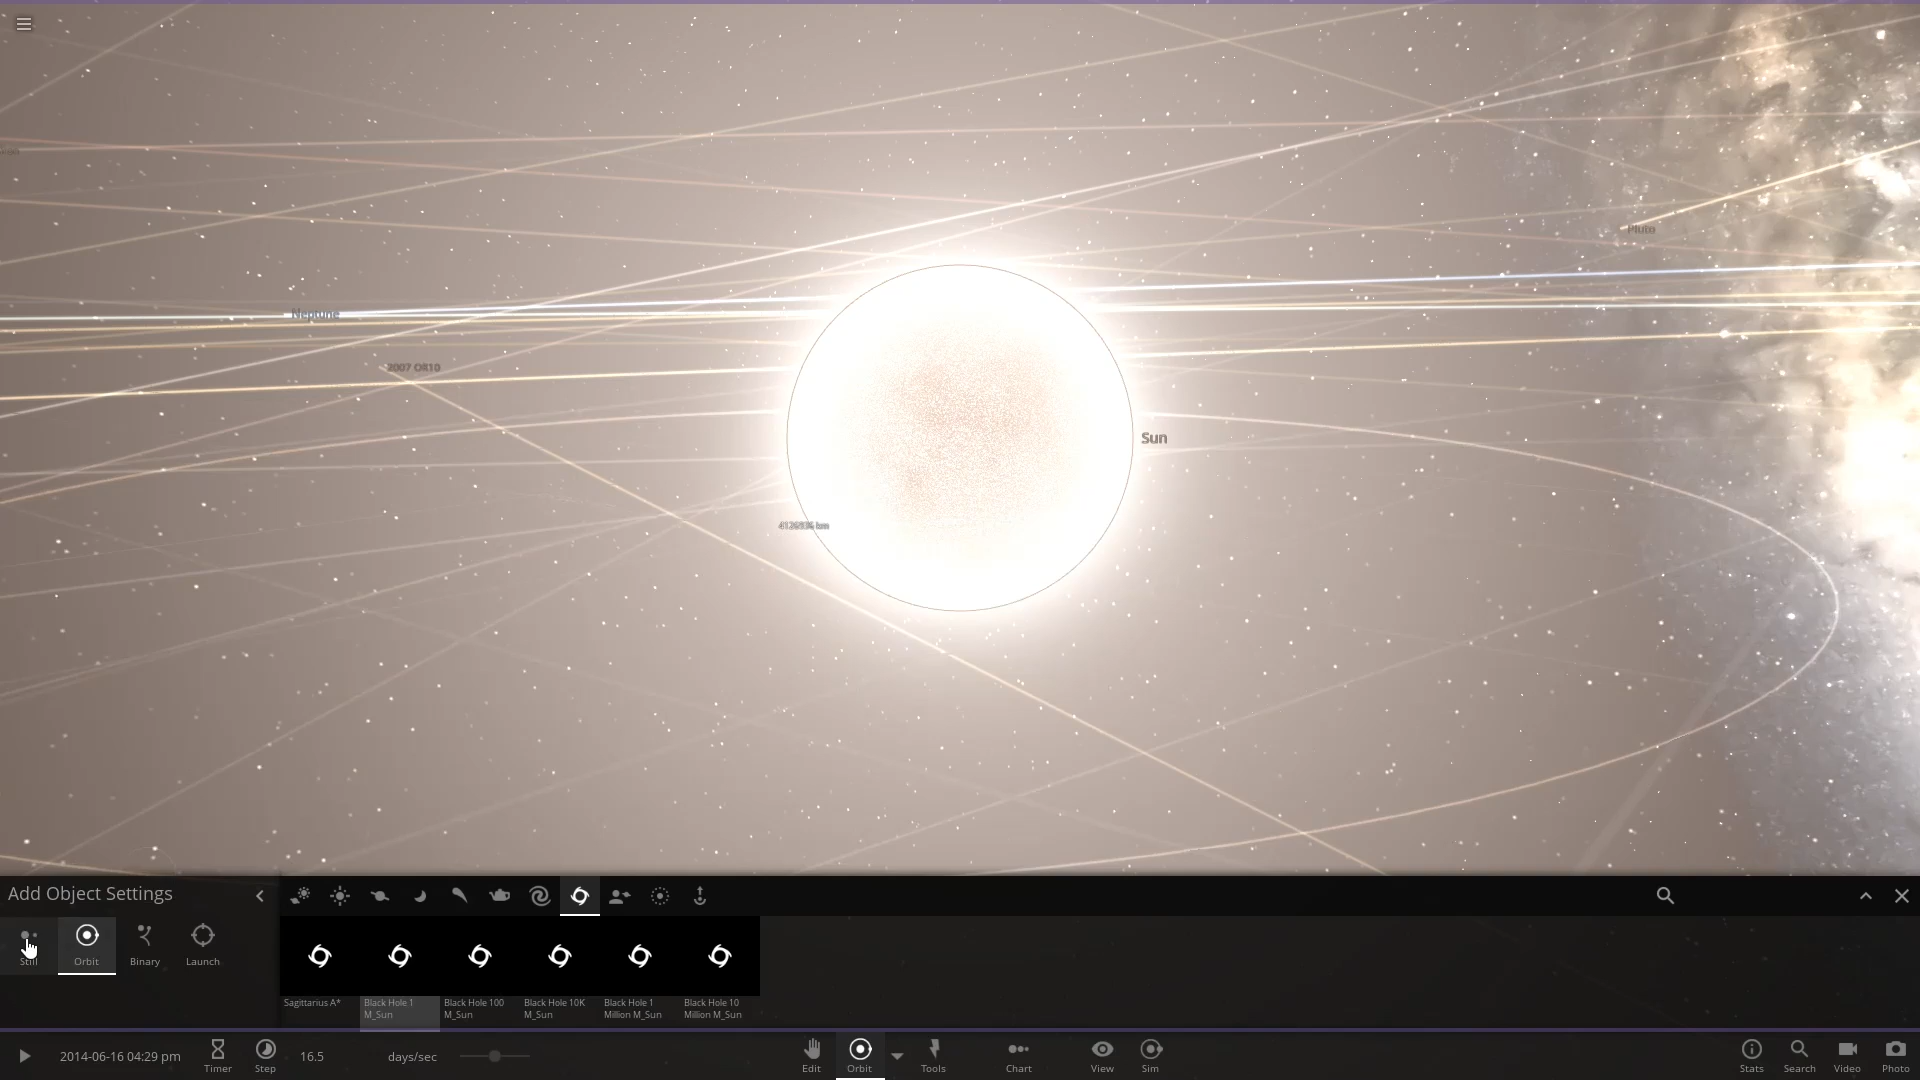 Pluto
Neptune
2007 OR10
Sun
Add Object Settings
Still
Orbit
Binary
Launch
Sagittarius A*
Black Hole 1
M_Sun
Black Hole 100
M_Sun
Black Hole 10K
M_Sun
Black Hole 1
Million M_Sun
Black Hole 10
Million M_Sun
2014-06-16 04:29 pm
Timer
Step
16.5
days/sec
Edit
Orbit
Tools
Chart
View
Sim
Stats
Search
Video
Photo